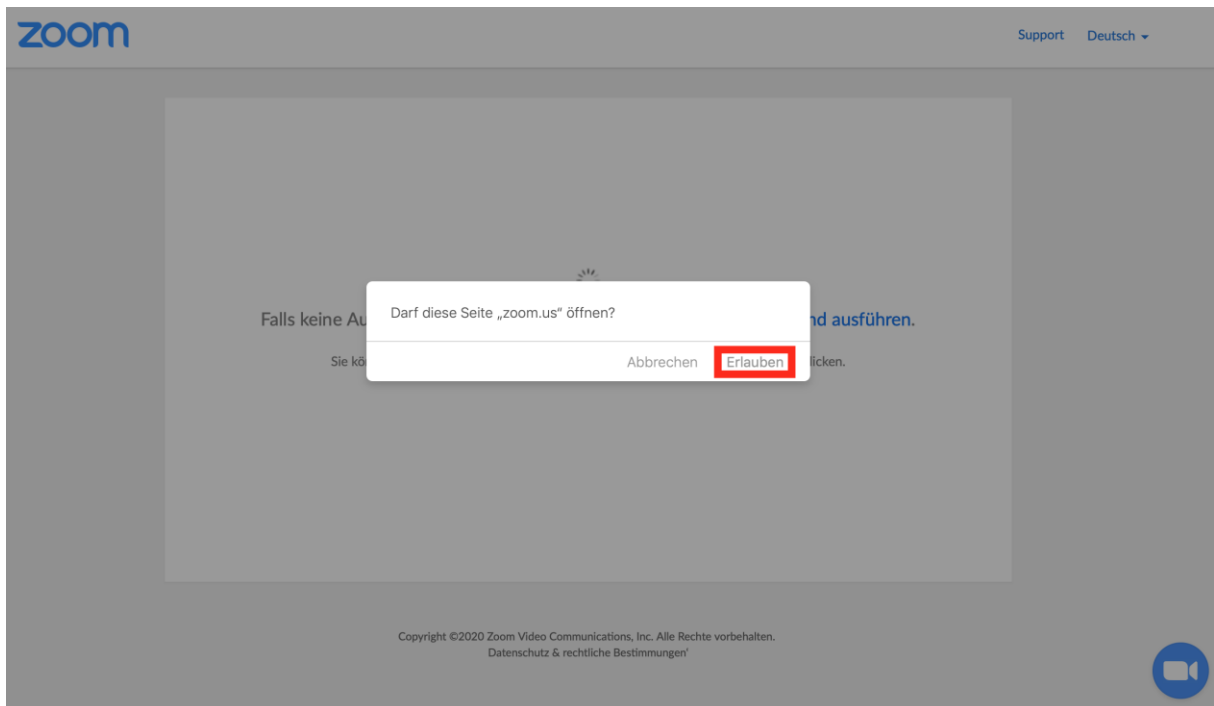 zoom
Support Deutsch
Darf diese Seite „zoom.us“ öffnen?
Falls keine Au nd ausführen.
Sie kö licken.
Abbrechen Erlauben
Copyright ©2020 Zoom Video Communications, Inc. Alle Rechte vorbehalten.
Datenschutz & rechtliche Bestimmungen'